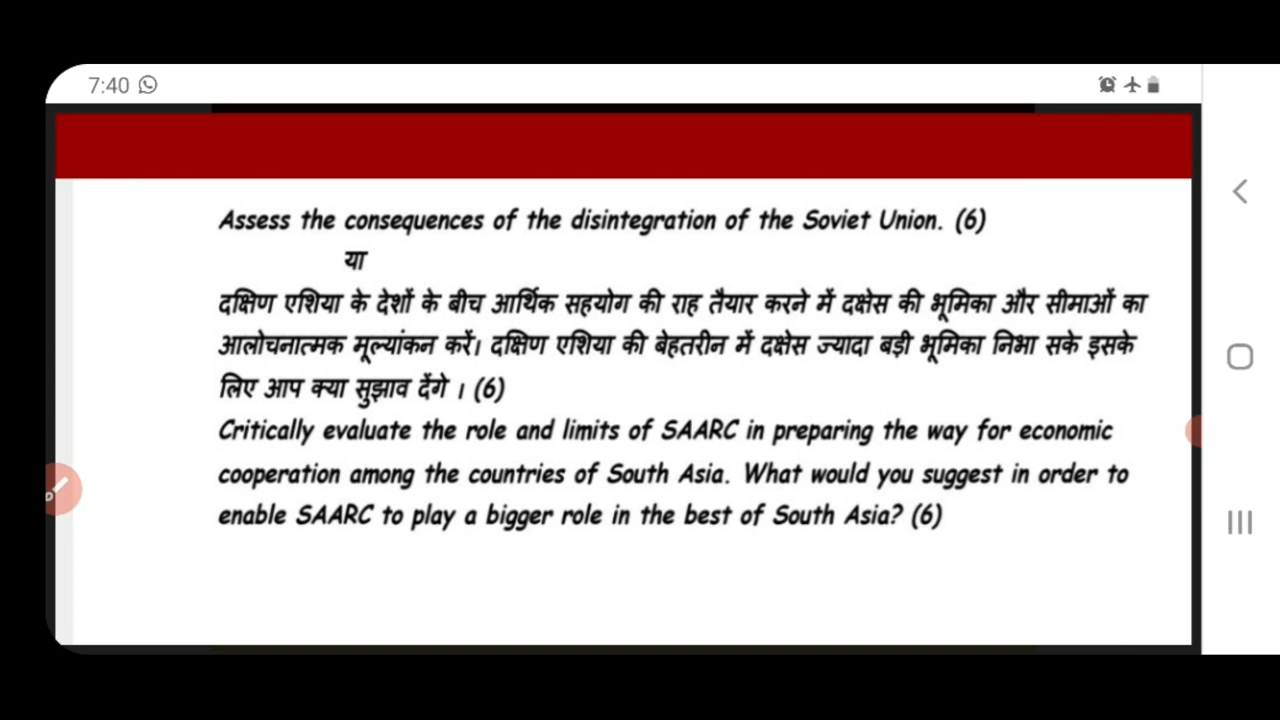 7:40
Assess the consequences of the disintegration of the Soviet Union. (6)
या
दक्षिण एशिया के देशों के बीच आर्थिक सहयोग की राह तैयार करने में दक्षेस की भूमिका और सीमाओं का
आलोचनात्मक मूल्यांकन करें। दक्षिण एशिया की बेहतरीन में दक्षेस ज्यादा बड़ी भूमिका निभा सके इसके
लिए आप क्या सुझाव देंगे । (6)
Critically evaluate the role and limits of SAARC in preparing the way for economic
cooperation among the countries of South Asia. What would you suggest in order to
enable SAARC to play a bigger role in the best of South Asia? (6)